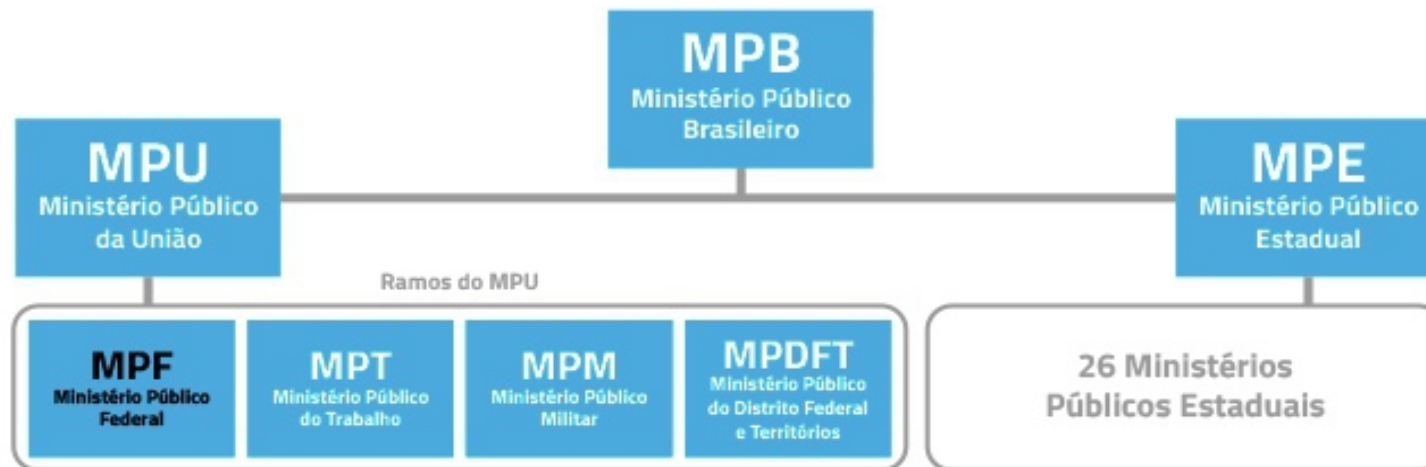 MPB
Ministério Público
Brasileiro
MPU
Ministério Público
da União
MPE
Ministério Público
Estadual
Ramos do MPU
MPF
Ministério Público
Federal
MPT
Ministério Público
do Trabalho
MPM
Ministério Público
Militar
MPDFT
Ministério Público
do Distrito Federal
e Territórios
26 Ministérios
Públicos Estaduais